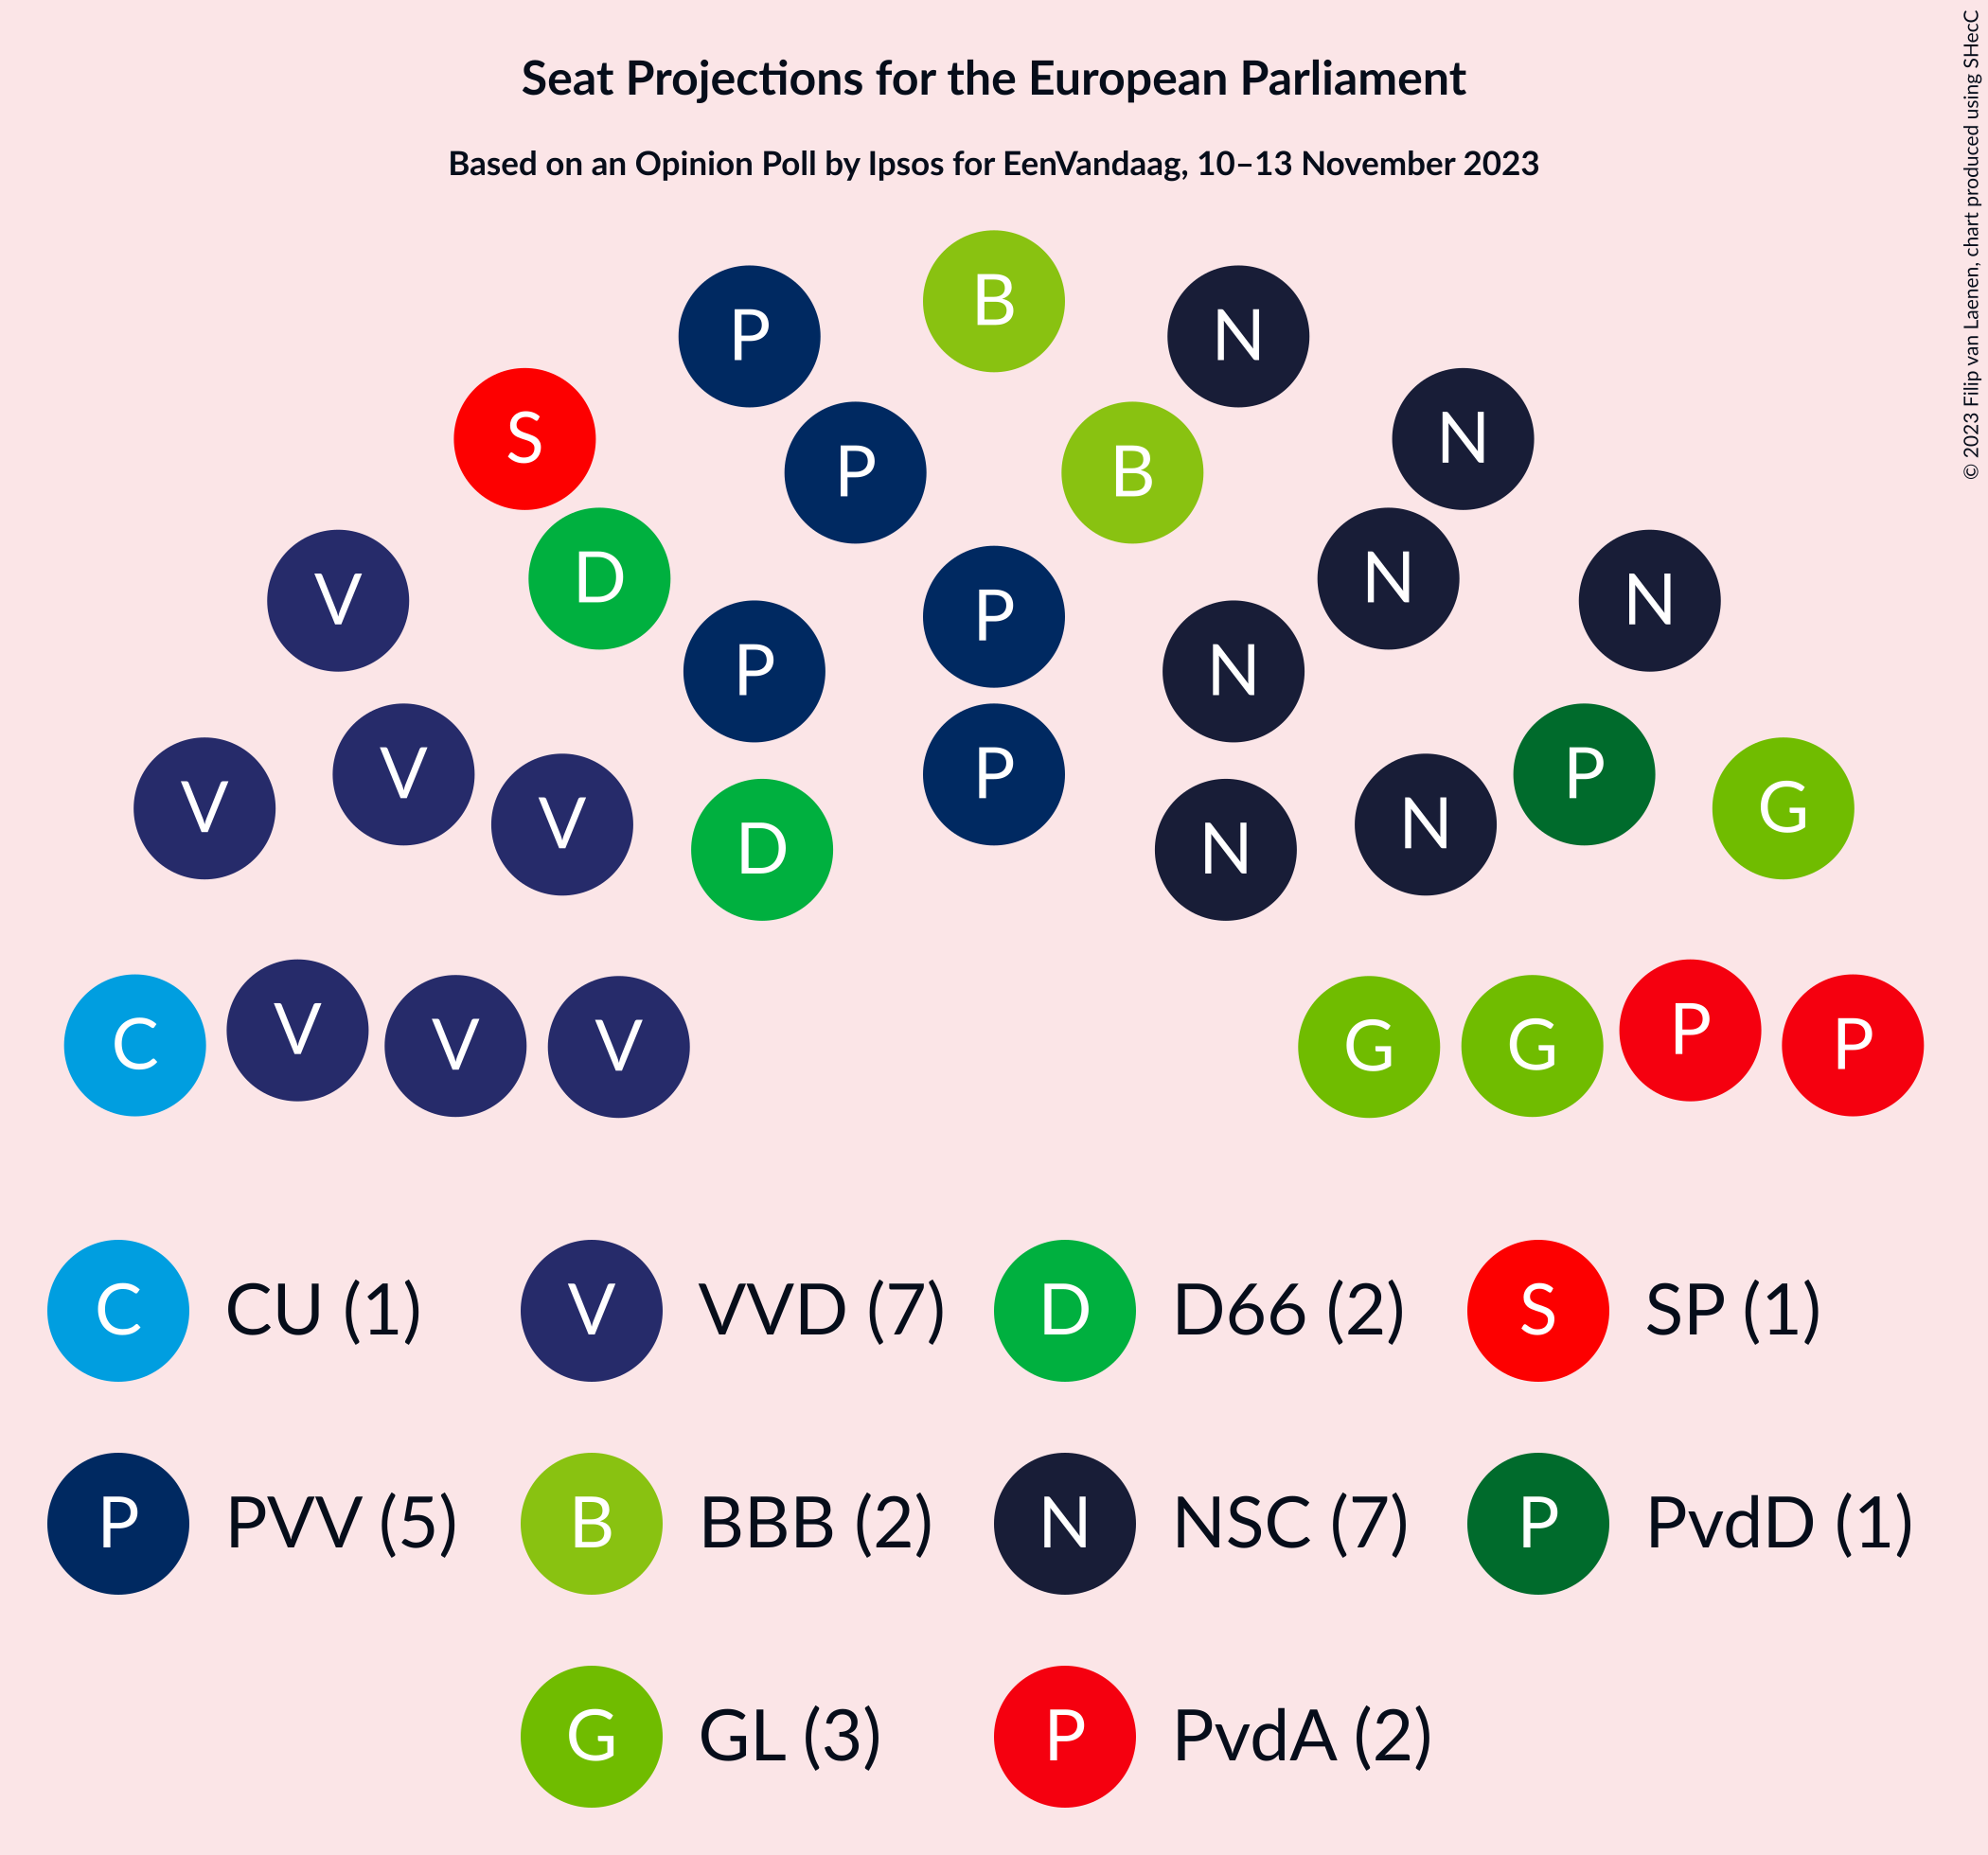 Seat Projections for the European Parliament
Based on an Opinion Poll by Ipsos for EenVandaag, 10–13 November 2023
© 2023 Filip van Laenen, chart produced using SHecC
B
P N
S N
P B
D N
V N
P
P N
V P
P
V G
V N
D N
C V V V G G P P
C CU (1) V VVD (7) D D66 (2) S SP (1)
P PVV (5) B BBB (2) N NSC (7) P PvdD (1)
G GL (3) P PvdA (2)